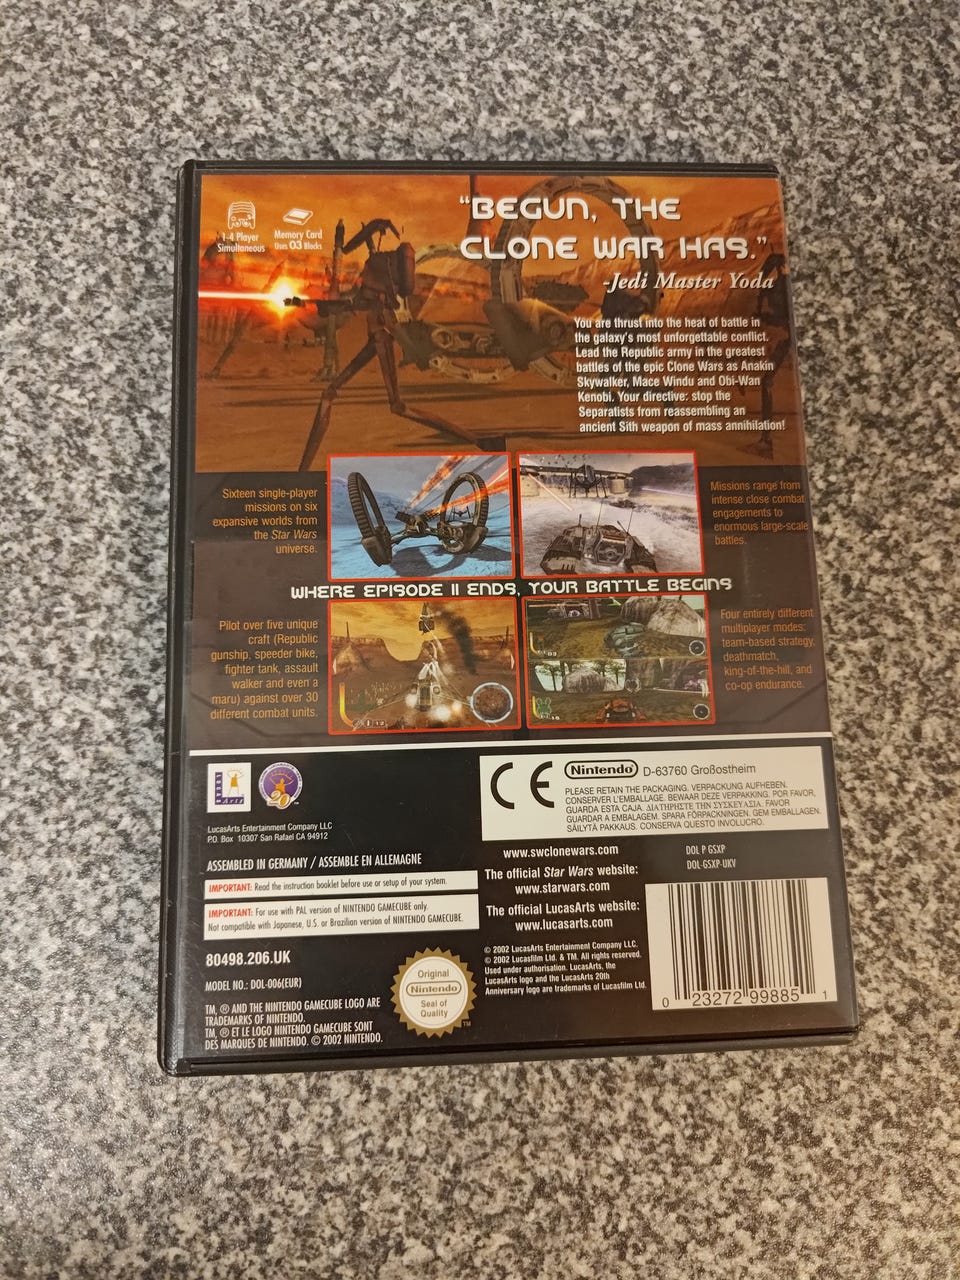 1-4 Player
Simultaneous
Memory Card
Uses 03 Blocks
“BEGUN, THE
CLONE WAR HAS.”
-Jedi Master Yoda
You are thrust into the heat of battle in
the galaxy's most unforgettable conflict.
Lead the Republic army in the greatest
battles of the epic Clone Wars as Anakin
Skywalker, Mace Windu and Obi-Wan
Kenobi. Your directive: stop the
Separatists from reassembling an
ancient Sith weapon of mass annihilation!
Sixteen single-player
missions on six
expansive worlds from
the Star Wars
universe.
Missions range from
intense close combat
engagements to
enormous large-scale
battles.
WHERE EPISODE II ENDS, YOUR BATTLE BEGINS
Pilot over five unique
craft (Republic
gunship, speeder bike,
fighter tank, assault
walker and even a
maru) against over 30
different combat units.
Four entirely different
multiplayer modes:
team-based strategy,
deathmatch,
king-of-the-hill, and
co-op endurance.
LucasArts Entertainment Company LLC
P.O. Box 10307 San Rafael CA 94912
ASSEMBLED IN GERMANY / ASSEMBLE EN ALLEMAGNE
IMPORTANT: Read the instruction booklet before use or setup of your system.
IMPORTANT: For use with PAL version of NINTENDO GAMECUBE only.
Not compatible with Japanese, U.S. or Brazilian version of NINTENDO GAMECUBE.
80498.206.UK
MODEL NO.: DOL-006(EUR)
TM, ® AND THE NINTENDO GAMECUBE LOGO ARE
TRADEMARKS OF NINTENDO.
TM, ® ET LE LOGO NINTENDO GAMECUBE SONT
DES MARQUES DE NINTENDO. © 2002 NINTENDO.
Original
Nintendo
Seal of
Quality
TM
CE Nintendo D-63760 Großostheim
PLEASE RETAIN THE PACKAGING. VERPACKUNG AUFHEBEN.
CONSERVER L'EMBALLAGE. BEWAAR DEZE VERPAKKING. POR FAVOR,
GUARDA ESTA CAJA. ΔΙΑΤΗΡΗΣΤΕ ΤΗΝ ΣΥΣΚΕΥΑΣΙΑ. FAVOR
GUARDAR A EMBALAGEM. SPARA FÖRPACKNINGEN. GEM EMBALLAGEN.
SÄILYTÄ PAKKAUS. CONSERVA QUESTO INVOLUCRO.
www.swclonewars.com
The official Star Wars website:
www.starwars.com
The official LucasArts website:
www.lucasarts.com
© 2002 LucasArts Entertainment Company LLC.
© 2002 Lucasfilm Ltd. & TM. All rights reserved.
Used under authorisation. LucasArts, the
LucasArts logo and the LucasArts 20th
Anniversary logo are trademarks of Lucasfilm Ltd.
DOL P GSXP
DOL-GSXP-UKV
0 23272 99885 1